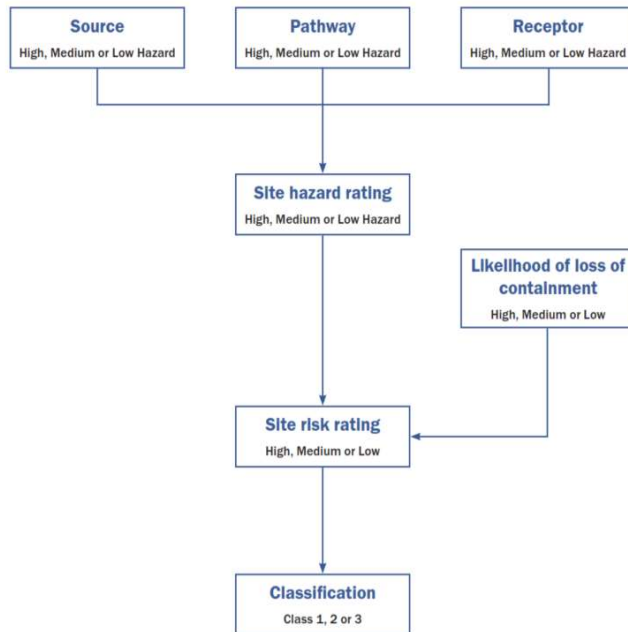 Source
High, Medium or Low Hazard
Pathway
High, Medium or Low Hazard
Receptor
High, Medium or Low Hazard
Site hazard rating
High, Medium or Low Hazard
Likelihood of loss of
containment
High, Medium or Low
Site risk rating
High, Medium or Low
Classification
Class 1, 2 or 3